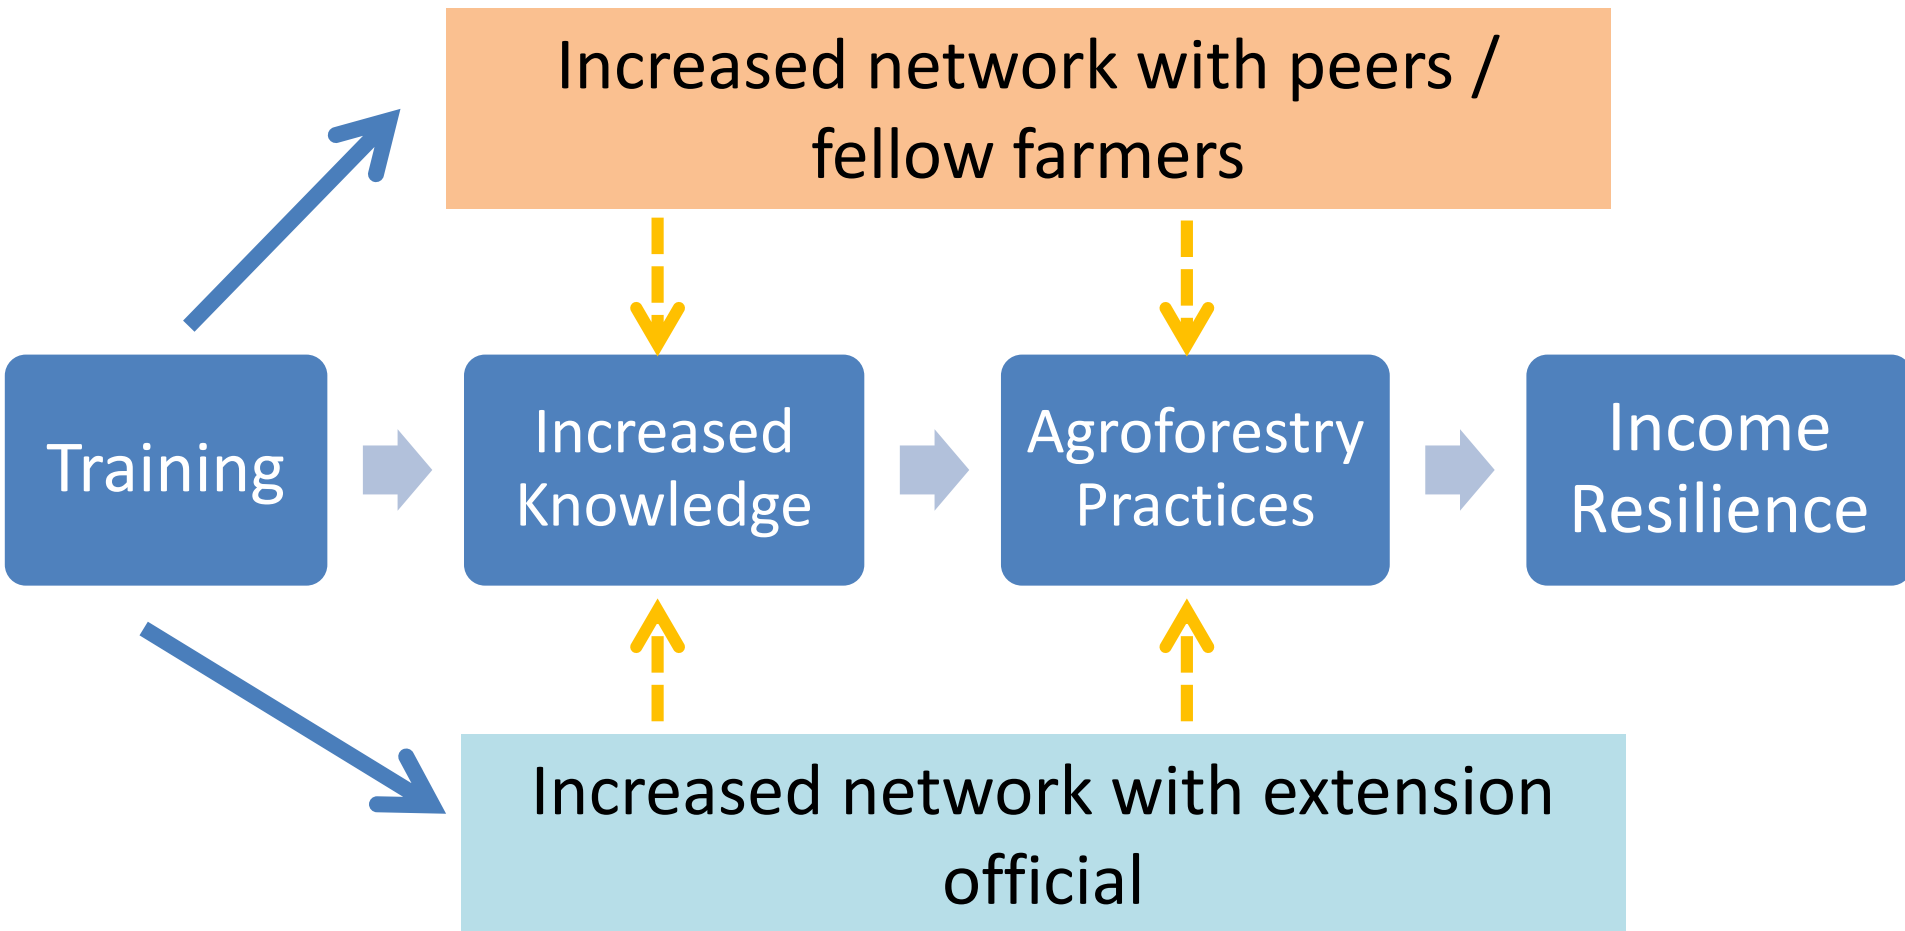 Increased network with peers /
fellow farmers
Training
Increased
Knowledge
Agroforestry
Practices
Income
Resilience
Increased network with extension
official